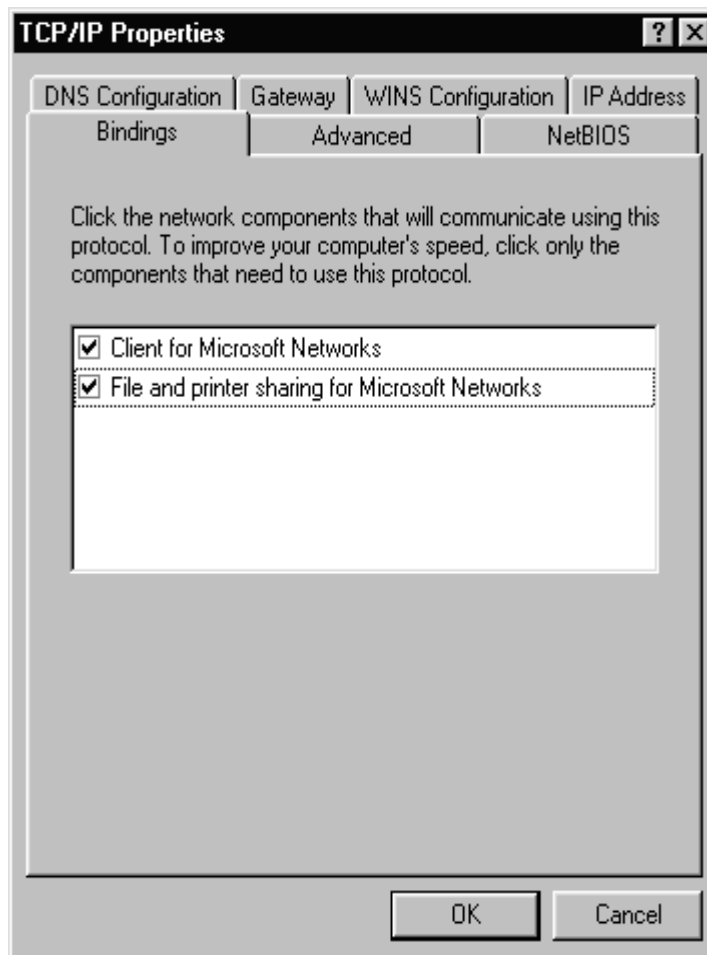 TCP/IP Properties
DNS Configuration Gateway WINS Configuration IP Address
Bindings Advanced NetBIOS
Click the network components that will communicate using this
protocol. To improve your computer's speed, click only the
components that need to use this protocol.
Client for Microsoft Networks
File and printer sharing for Microsoft Networks
OK Cancel